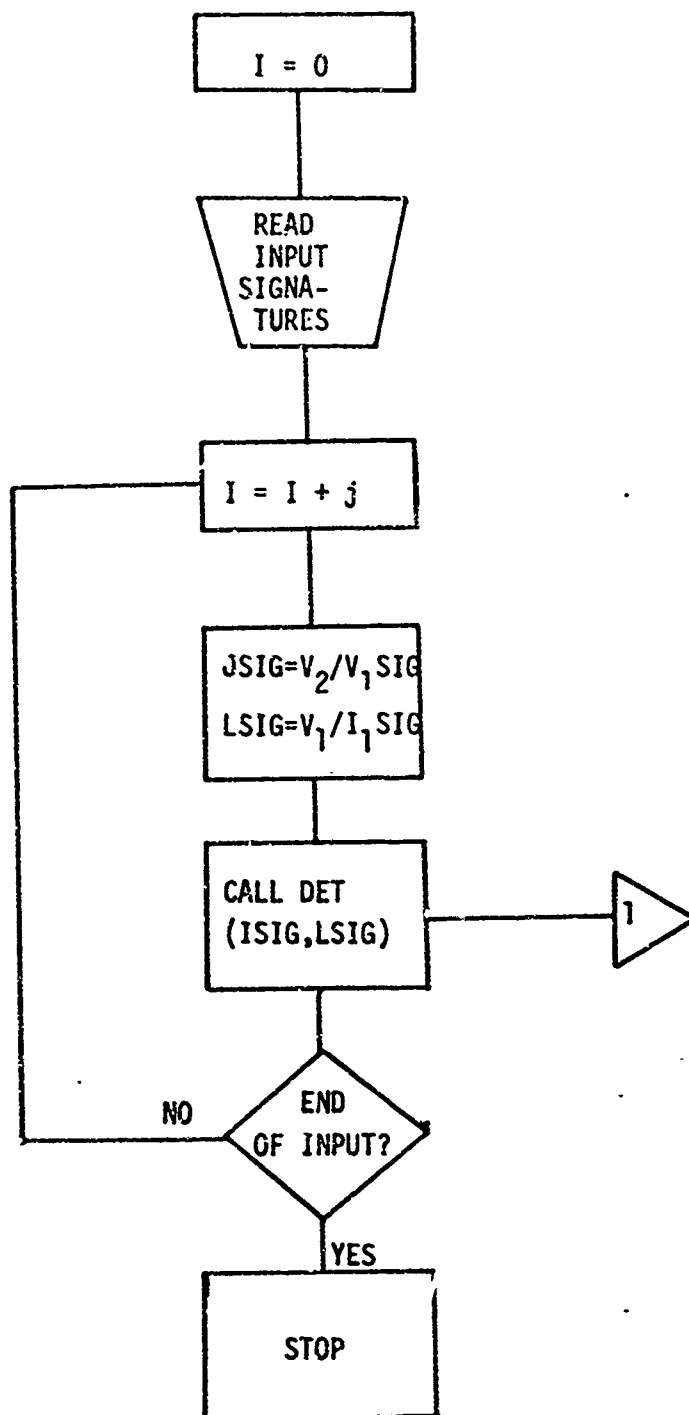 I = 0
READ
INPUT
SIGNA-
TURES
I = I + j
JSIG=V₂/V₁SIG
LSIG=V₁/I₁SIG
CALL DET
(ISIG,LSIG)
1
NO
END
OF INPUT?
YES
STOP